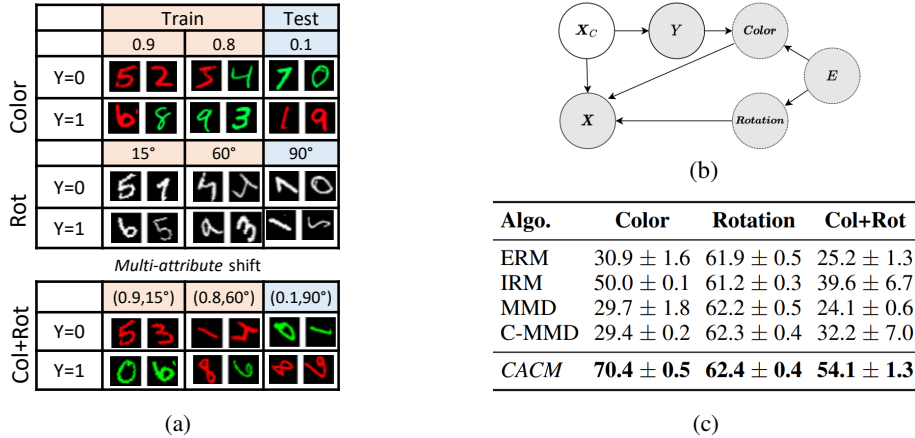 Train Test
0.9 0.8 0.1
Color
Y=0
Y=1
15° 60° 90°
Rot
Y=0
Y=1
Multi-attribute shift
(0.9,15°) (0.8,60°) (0.1,90°)
Col+Rot
Y=0
Y=1
(a)
X_C Y Color
E
X Rotation
(b)
Algo. Color Rotation Col+Rot
ERM 30.9 ± 1.6 61.9 ± 0.5 25.2 ± 1.3
IRM 50.0 ± 0.1 61.2 ± 0.3 39.6 ± 6.7
MMD 29.7 ± 1.8 62.2 ± 0.5 24.1 ± 0.6
C-MMD 29.4 ± 0.2 62.3 ± 0.4 32.2 ± 7.0
CACM 70.4 ± 0.5 62.4 ± 0.4 54.1 ± 1.3
(c)